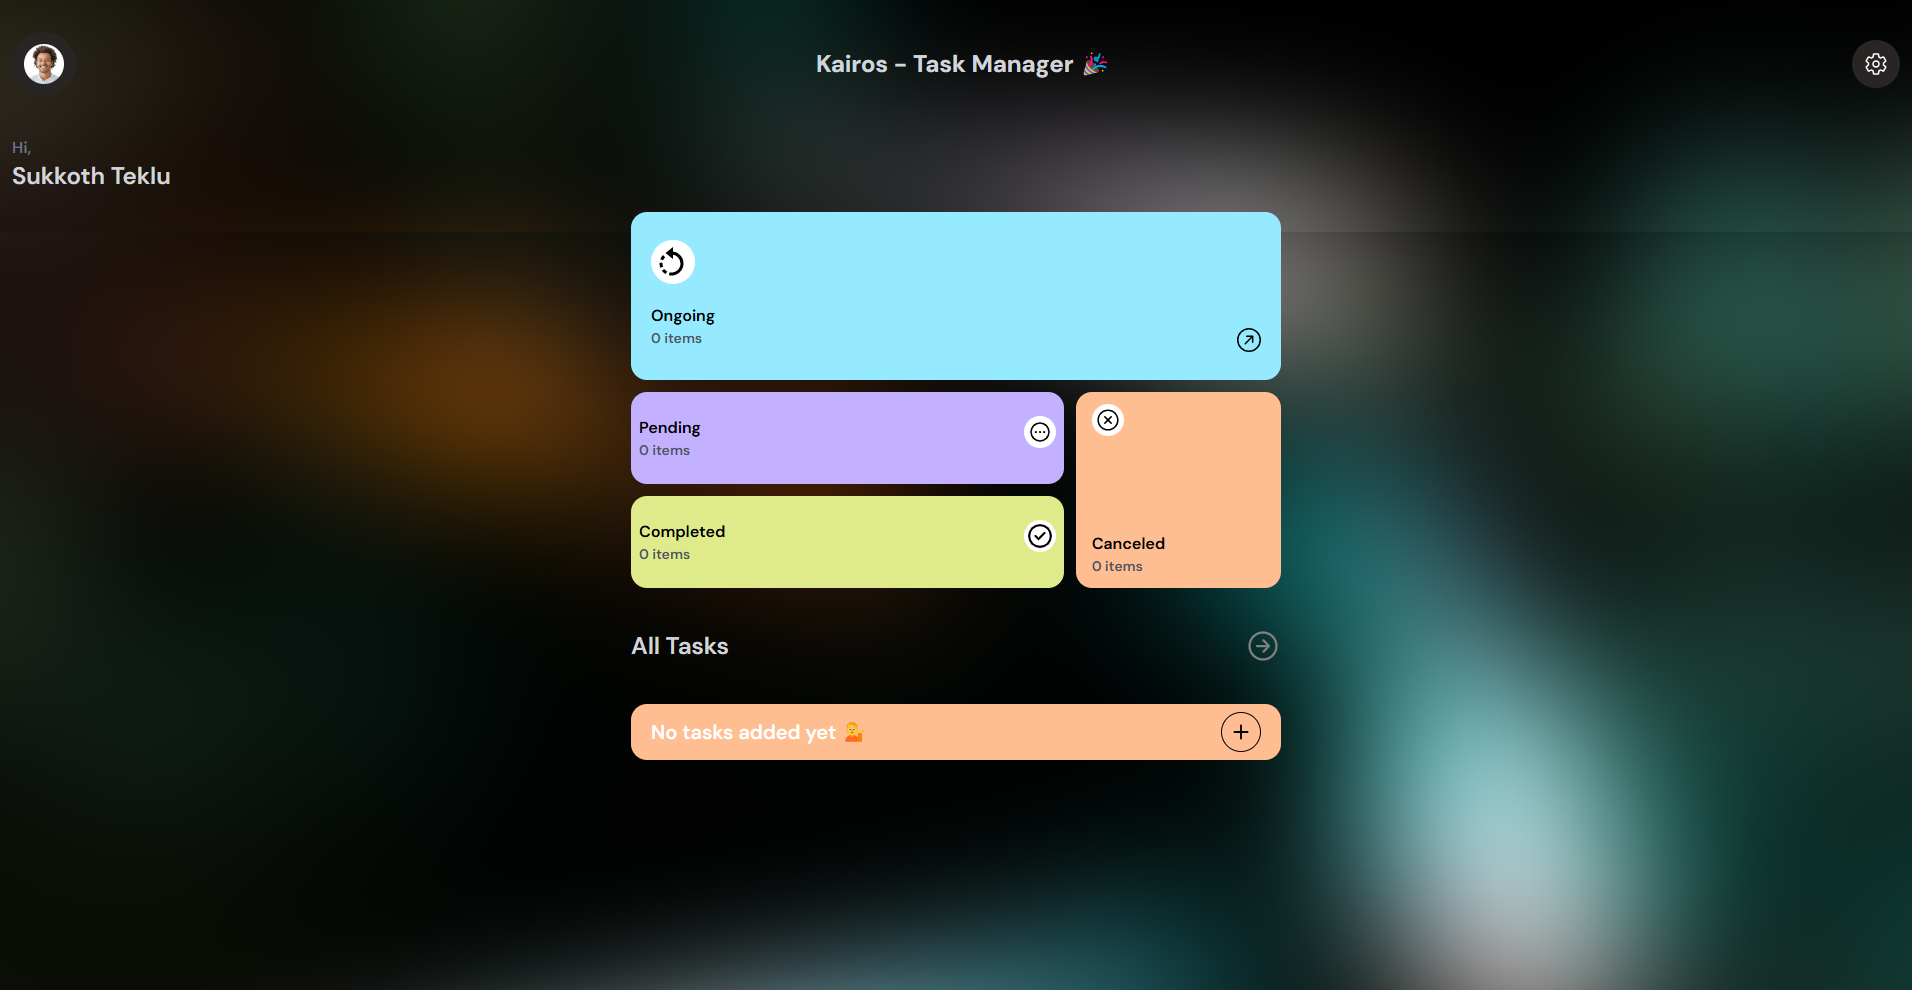 Kairos - Task Manager 🎉
Hi,
Sukkoth Teklu
Ongoing
0 items
Pending
0 items
Completed
0 items
Canceled
0 items
All Tasks
No tasks added yet 💁